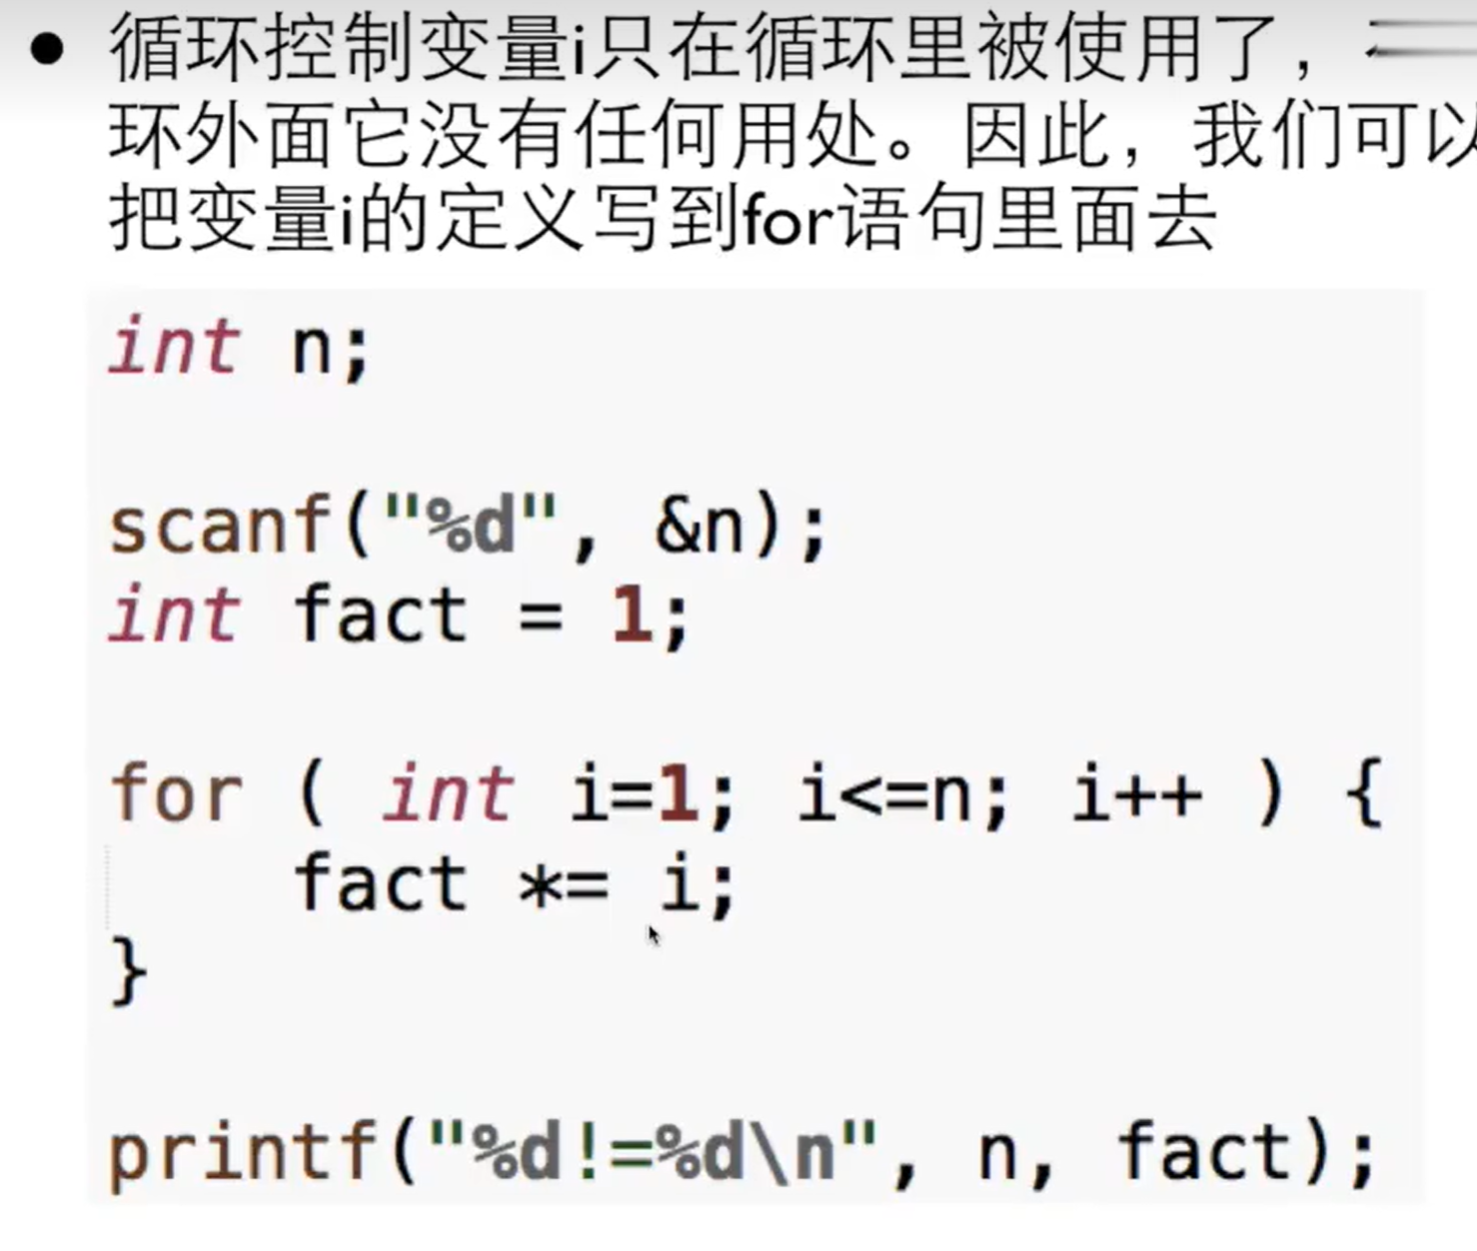 ● 循环控制变量i只在循环里被使用了，
环外面它没有任何用处。因此，我们可以
把变量i的定义写到for语句里面去
int n;
scanf("%d", &n);
int fact = 1;
for ( int i=1; i<=n; i++ ) {
    fact *= i;
}
printf("%d!=%d\n", n, fact);